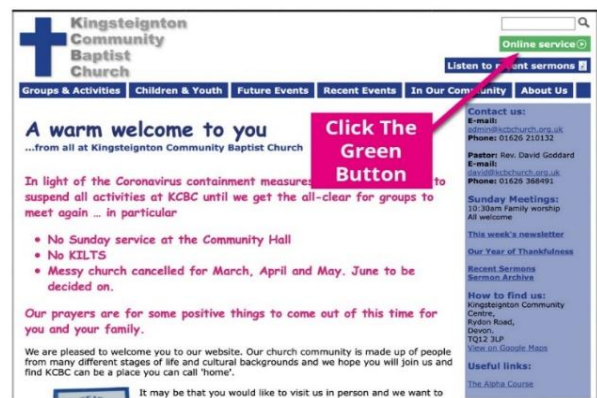 Kingsteignton
Community
Baptist
Church
Online service
Listen to recent sermons
Groups & Activities Children & Youth Future Events Recent Events In Our Community About Us
A warm welcome to you
...from all at Kingsteignton Community Baptist Church
Click The
Green
Button
In light of the Coronavirus containment measures to
suspend all activities at KCBC until we get the all-clear for groups to
meet again … in particular
• No Sunday service at the Community Hall
• No KILTS
• Messy church cancelled for March, April and May. June to be
decided on.
Our prayers are for some positive things to come out of this time for
you and your family.
We are pleased to welcome you to our website. Our church community is made up of people
from many different stages of life and cultural backgrounds and we hope you will join us and
find KCBC can be a place you can call 'home'.
It may be that you would like to visit us in person and we want to
Contact us:
E-mail:
admin@kcbchurch.org.uk
Phone: 01626 210132
Pastor: Rev. David Goddard
E-mail:
david@kcbchurch.org.uk
Phone: 01626 368491
Sunday Meetings:
10:30am Family worship
All welcome
This week's newsletter
Our Year of Thankfulness
Recent Sermons
Sermon Archive
How to find us:
Kingsteignton Community
Centre,
Rydon Road,
Devon.
TQ12 3LP
View on Google Maps
Useful links:
The Alpha Course